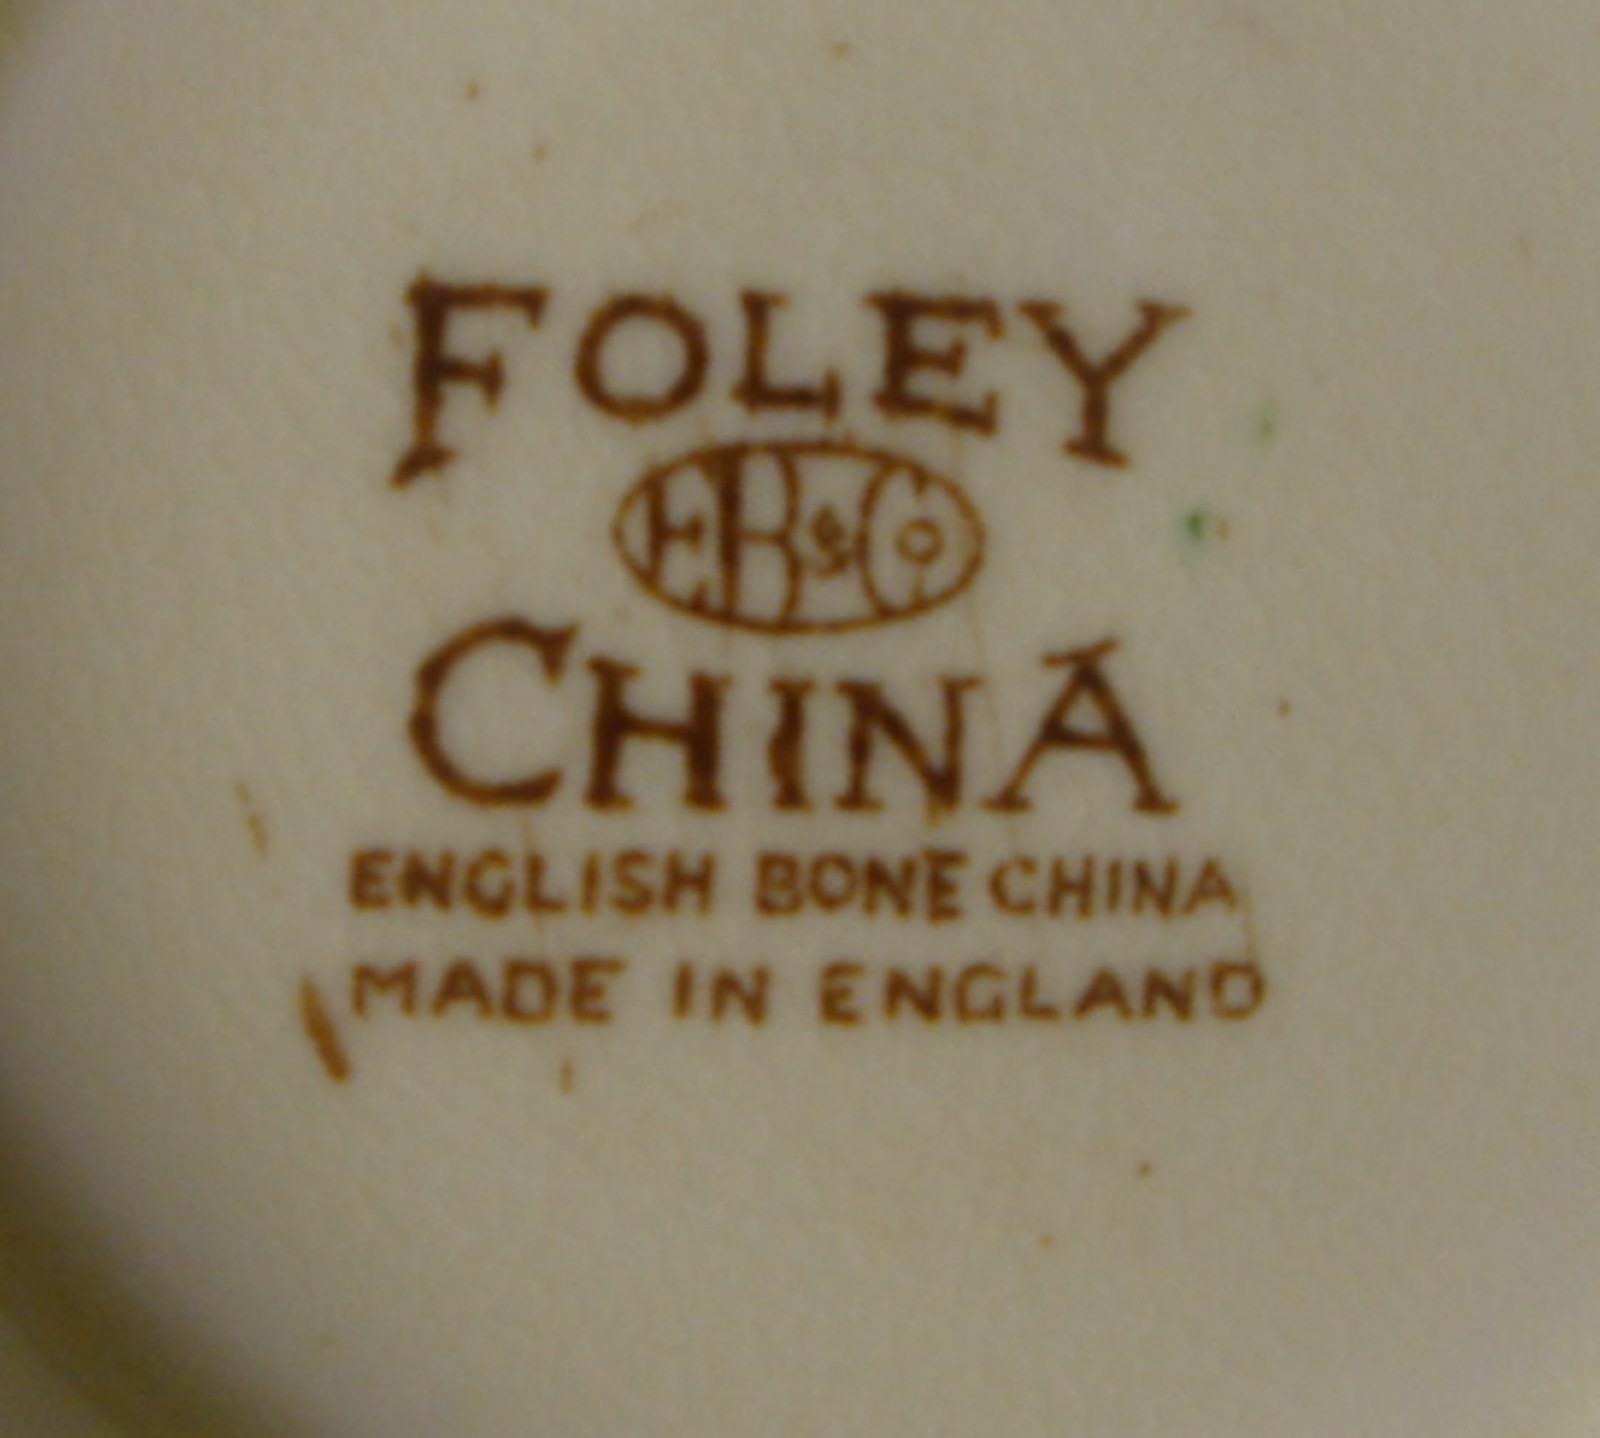 FOLEY
EB & Co
CHINA
ENGLISH BONE CHINA
MADE IN ENGLAND